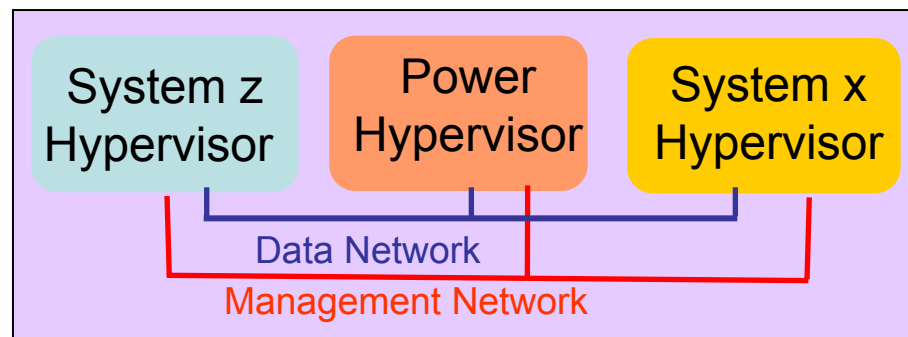 System z
Hypervisor
Power
Hypervisor
System x
Hypervisor
Data Network
Management Network